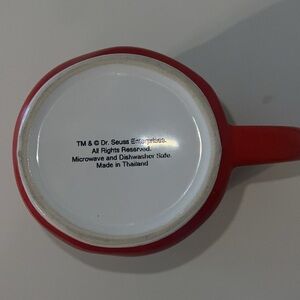 TM & © Dr. Seuss Enterprises.
All Rights Reserved.
Microwave and Dishwasher Safe.
Made in Thailand